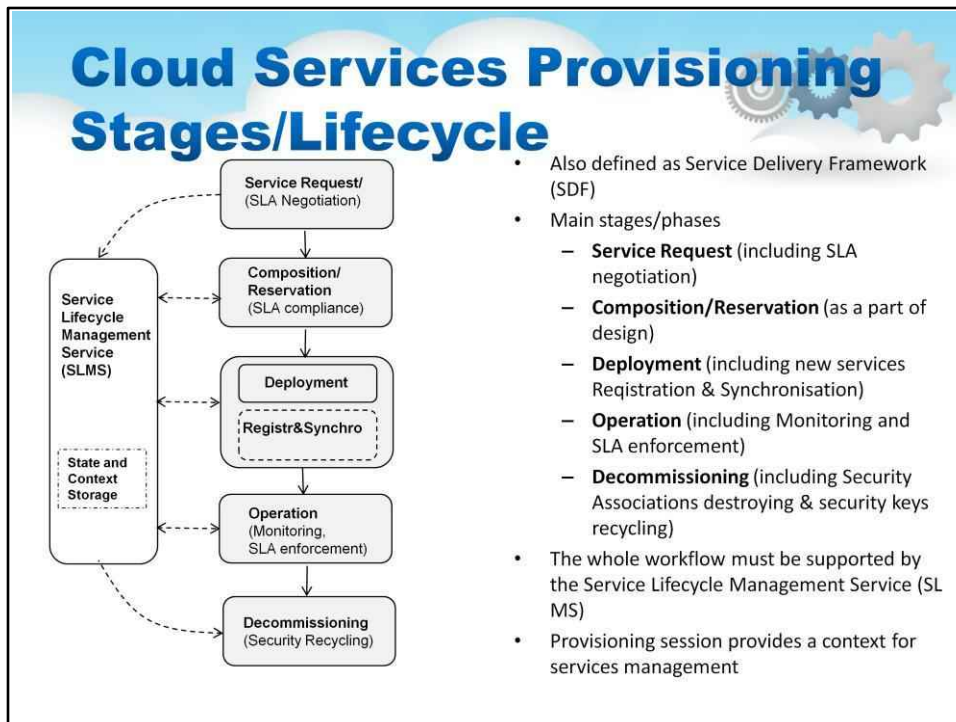 Cloud Services Provisioning
Stages/Lifecycle
Service Request/
(SLA Negotiation)
Composition/
Reservation
(SLA compliance)
Service
Lifecycle
Management
Service
(SLMS)
Deployment
Registr&Synchro
State and
Context
Storage
Operation
(Monitoring,
SLA enforcement)
Decommissioning
(Security Recycling)
• Also defined as Service Delivery Framework
(SDF)
• Main stages/phases
– Service Request (including SLA
negotiation)
– Composition/Reservation (as a part of
design)
– Deployment (including new services
Reqistration & Synchronisation)
– Operation (including Monitoring and
SLA enforcement)
– Decommissioning (including Security
Associations destroying & security keys
recycling)
• The whole workflow must be supported by
the Service Lifecycle Management Service (SL
MS)
• Provisioning session provides a context for
services management